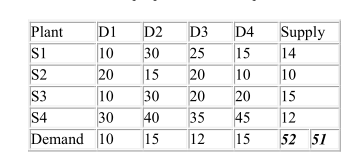 Plant D1 D2 D3 D4 Supply
S1 10 30 25 15 14
S2 20 15 20 10 10
S3 10 30 20 20 15
S4 30 40 35 45 12
Demand 10 15 12 15 52 51